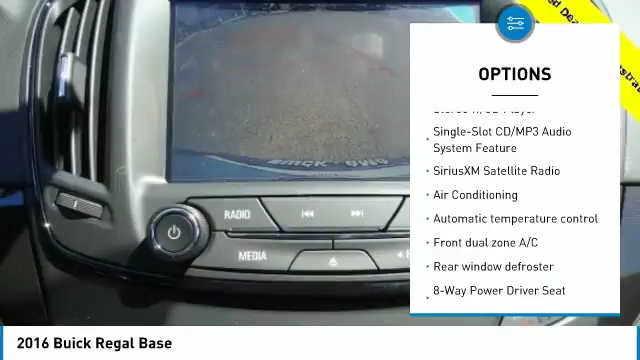 OPTIONS
Single-Slot CD/MP3 Audio
System Feature
SiriusXM Satellite Radio
Air Conditioning
Automatic temperature control
Front dual zone A/C
Rear window defroster
8-Way Power Driver Seat
RADIO
MEDIA
2016 Buick Regal Base